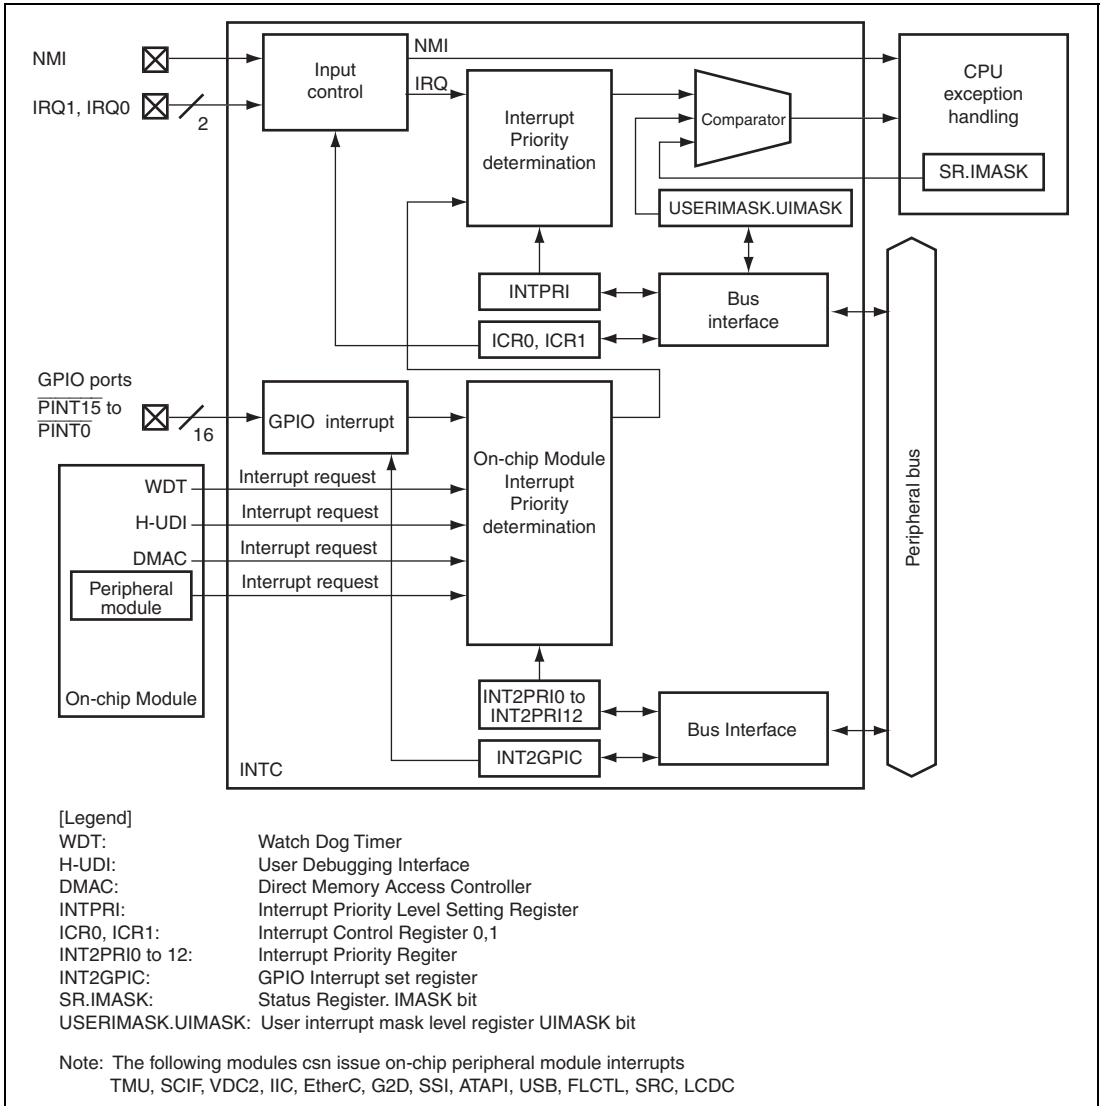 NMI
IRQ1, IRQ0
2
Input
control
NMI
IRQ
Interrupt
Priority
determination
Comparator
CPU
exception
handling
SR.IMASK
USERIMASK.UIMASK
INTPRI
ICR0, ICR1
Bus
interface
GPIO ports
PINT15 to
PINT0
16
GPIO interrupt
On-chip Module
Interrupt
Priority
determination
WDT
Interrupt request
H-UDI
Interrupt request
DMAC
Interrupt request
Peripheral
module
Interrupt request
On-chip Module
INT2PRI0 to
INT2PRI12
INT2GPIC
Bus Interface
INTC
Peripheral bus
[Legend]
WDT: Watch Dog Timer
H-UDI: User Debugging Interface
DMAC: Direct Memory Access Controller
INTPRI: Interrupt Priority Level Setting Register
ICR0, ICR1: Interrupt Control Register 0,1
INT2PRI0 to 12: Interrupt Priority Regiter
INT2GPIC: GPIO Interrupt set register
SR.IMASK: Status Register. IMASK bit
USERIMASK.UIMASK: User interrupt mask level register UIMASK bit
Note: The following modules csn issue on-chip peripheral module interrupts
TMU, SCIF, VDC2, IIC, EtherC, G2D, SSI, ATAPI, USB, FLCTL, SRC, LCDC